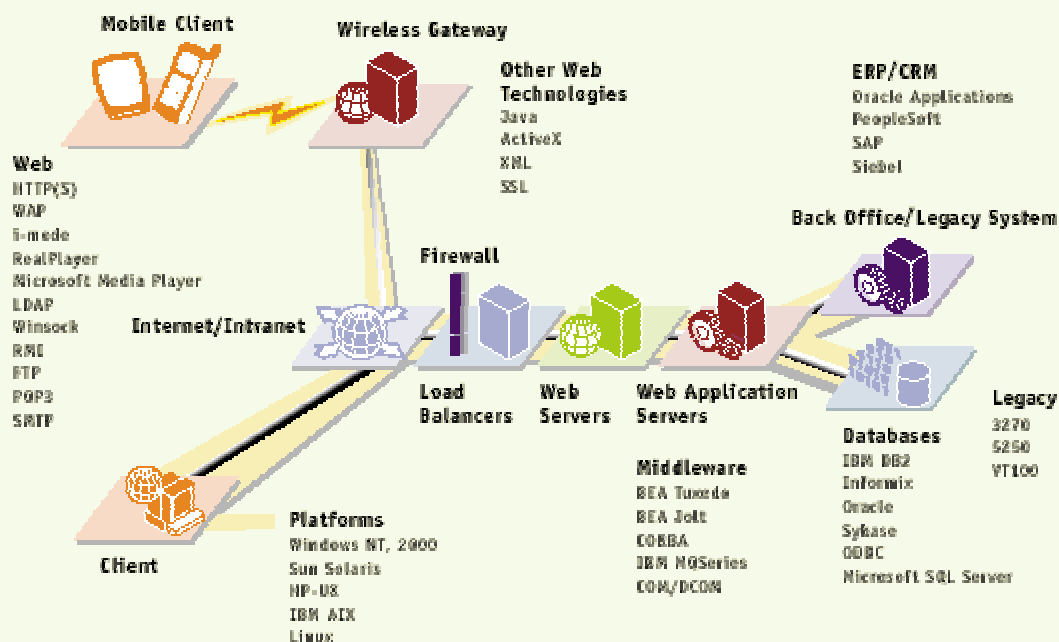 Mobile Client
Wireless Gateway
Other Web
Technologies
Java
ActiveX
XML
SSL
ERP/CRM
Oracle Applications
PeopleSoft
SAP
Siebel
Web
HTTP(S)
WAP
i-mode
RealPlayer
Microsoft Media Player
LDAP
Winsock
RMI
FTP
POP3
SMTP
Back Office/Legacy System
Firewall
Internet/Intranet
Load
Balancers
Web
Servers
Web Application
Servers
Legacy
3270
5250
VT100
Databases
IBM DB2
Informix
Oracle
Sybase
ODBC
Microsoft SQL Server
Middleware
BEA Tuxedo
BEA Jolt
CORBA
IBM MQSeries
COM/DCOM
Client
Platforms
Windows NT, 2000
Sun Solaris
HP-UX
IBM AIX
Linux